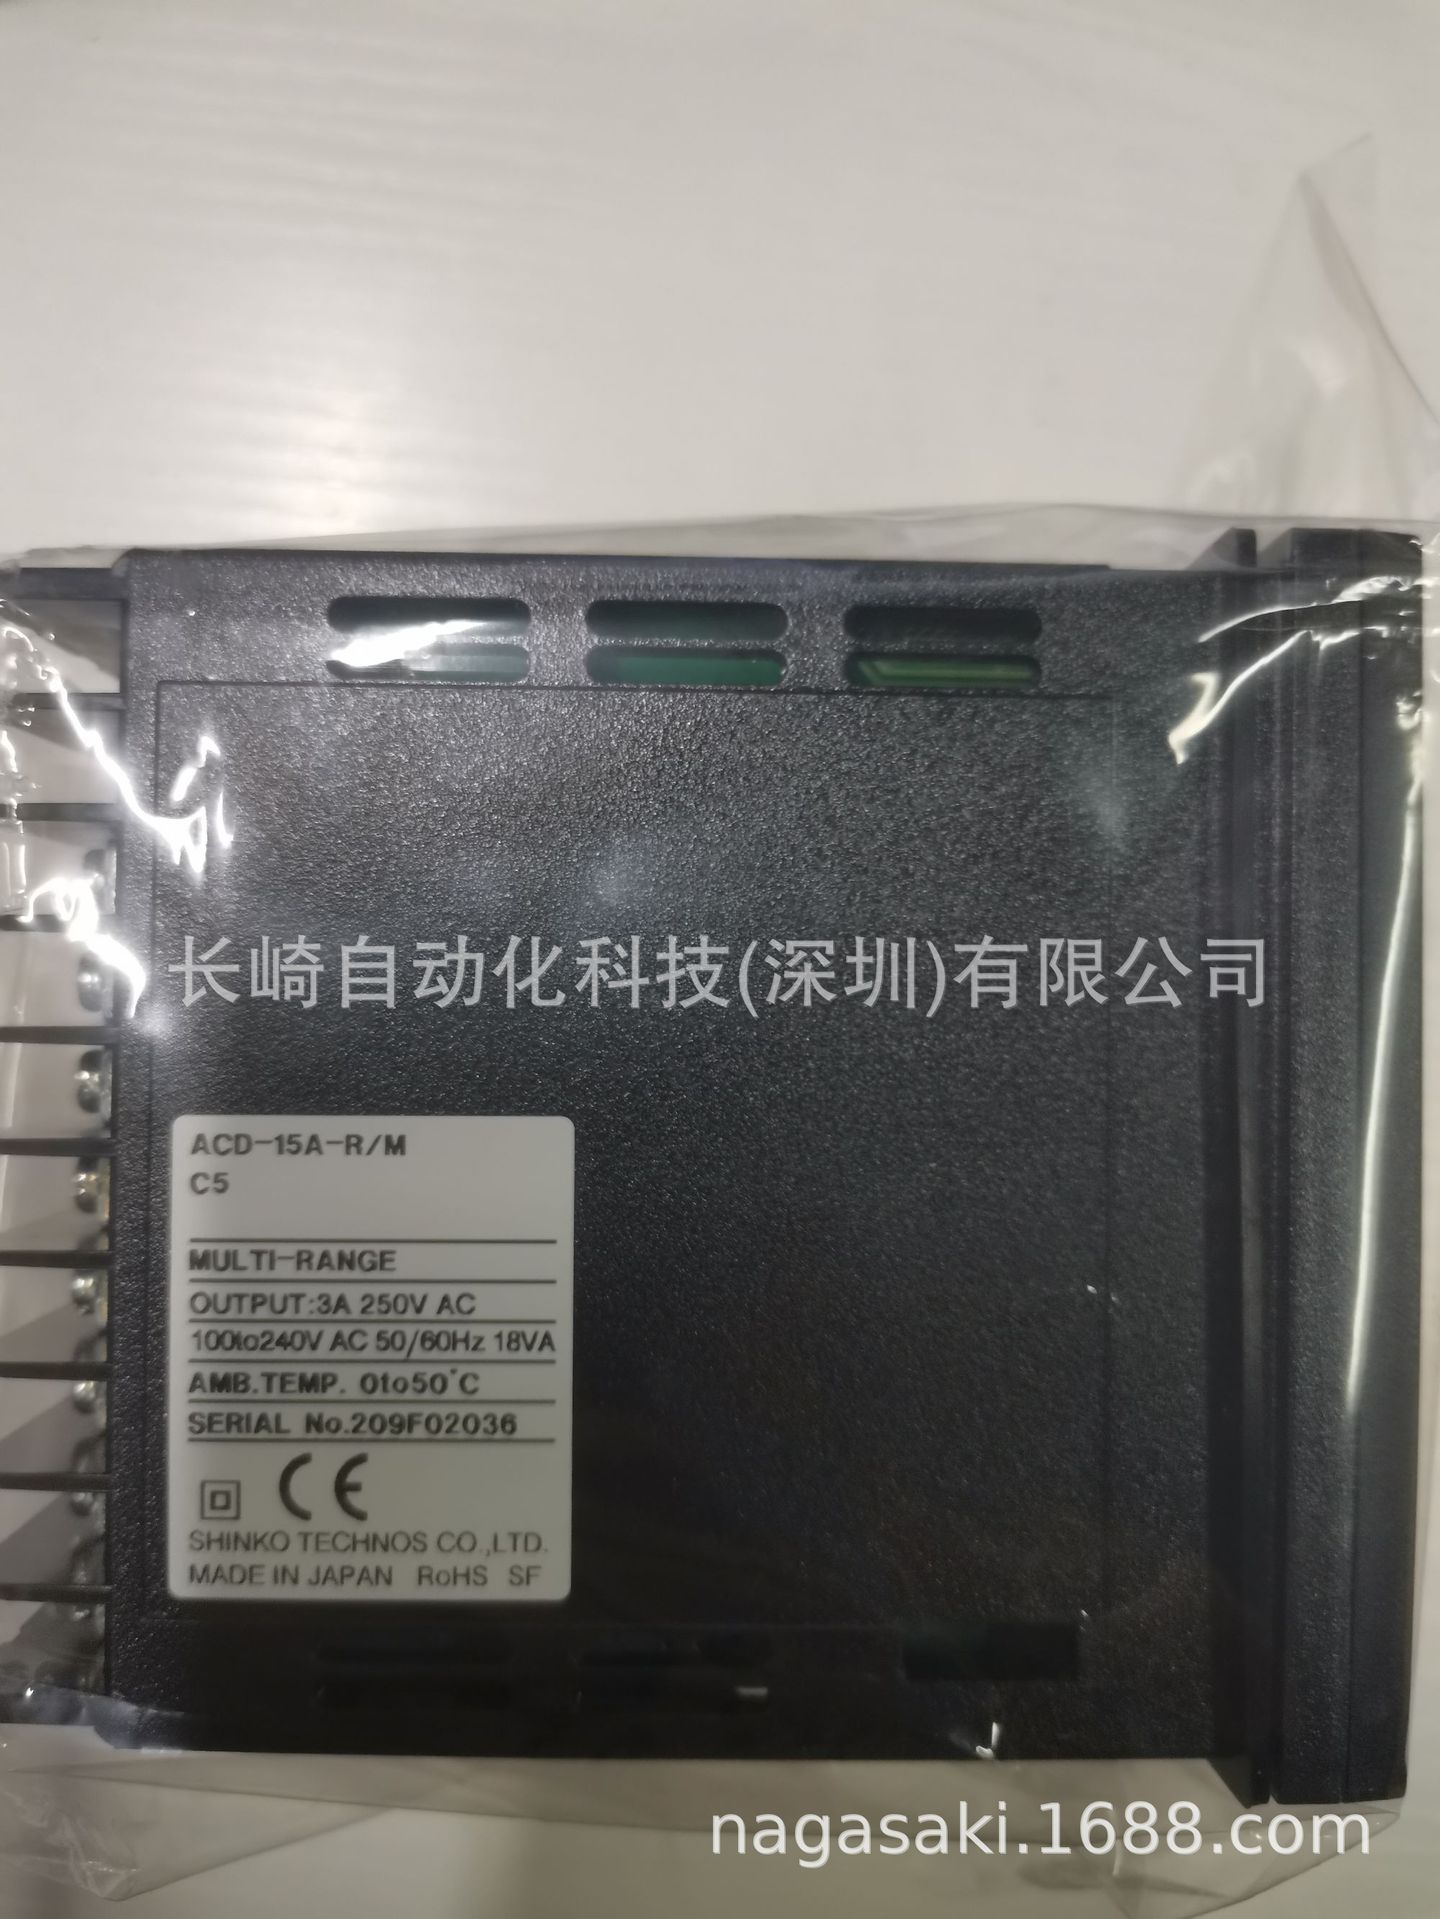 长崎自动化科技(深圳)有限公司
ACD-15A-R/M
C5
MULTI-RANGE
OUTPUT:3A 250V AC
100to240V AC 50/60Hz 18VA
AMB.TEMP. 0to50°C
SERIAL No.209F02036
CE
SHINKO TECHNOS CO.,LTD.
MADE IN JAPAN RoHS SF
nagasaki.1688.com